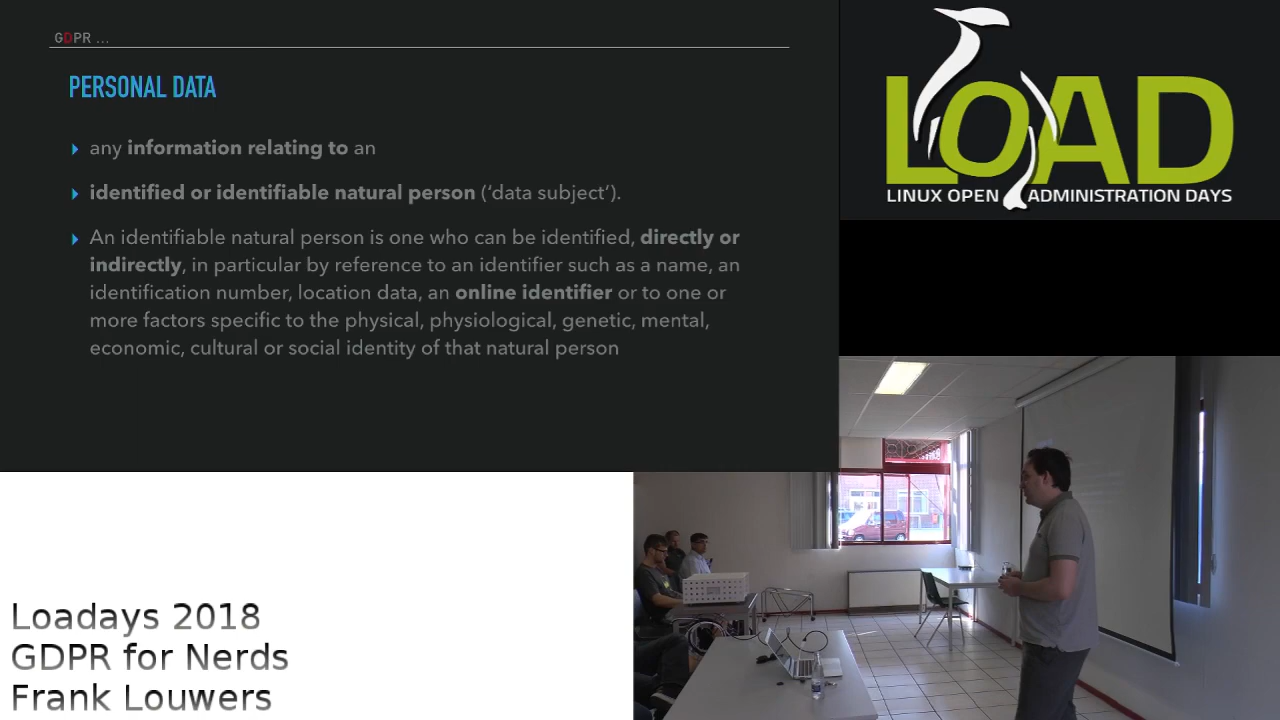 GDPR ...
PERSONAL DATA
any information relating to an
identified or identifiable natural person (‘data subject’).
An identifiable natural person is one who can be identified, directly or
indirectly, in particular by reference to an identifier such as a name, an
identification number, location data, an online identifier or to one or
more factors specific to the physical, physiological, genetic, mental,
economic, cultural or social identity of that natural person
LOAD
LINUX OPEN ADMINISTRATION DAYS
Loadays 2018
GDPR for Nerds
Frank Louwers